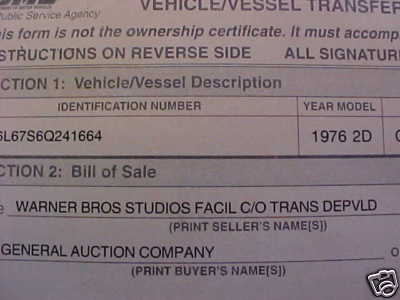 Public Service Agency
VEHICLE/VESSEL TRANSFER
is form is not the ownership certificate. It must accomp
STRUCTIONS ON REVERSE SIDE ALL SIGNATUR
CTION 1: Vehicle/Vessel Description
IDENTIFICATION NUMBER YEAR MODEL
6L67S6Q241664 1976 2D
CTION 2: Bill of Sale
WARNER BROS STUDIOS FACIL C/O TRANS DEPVLD
(PRINT SELLER'S NAME[S])
GENERAL AUCTION COMPANY
(PRINT BUYER'S NAME[S])
ebY